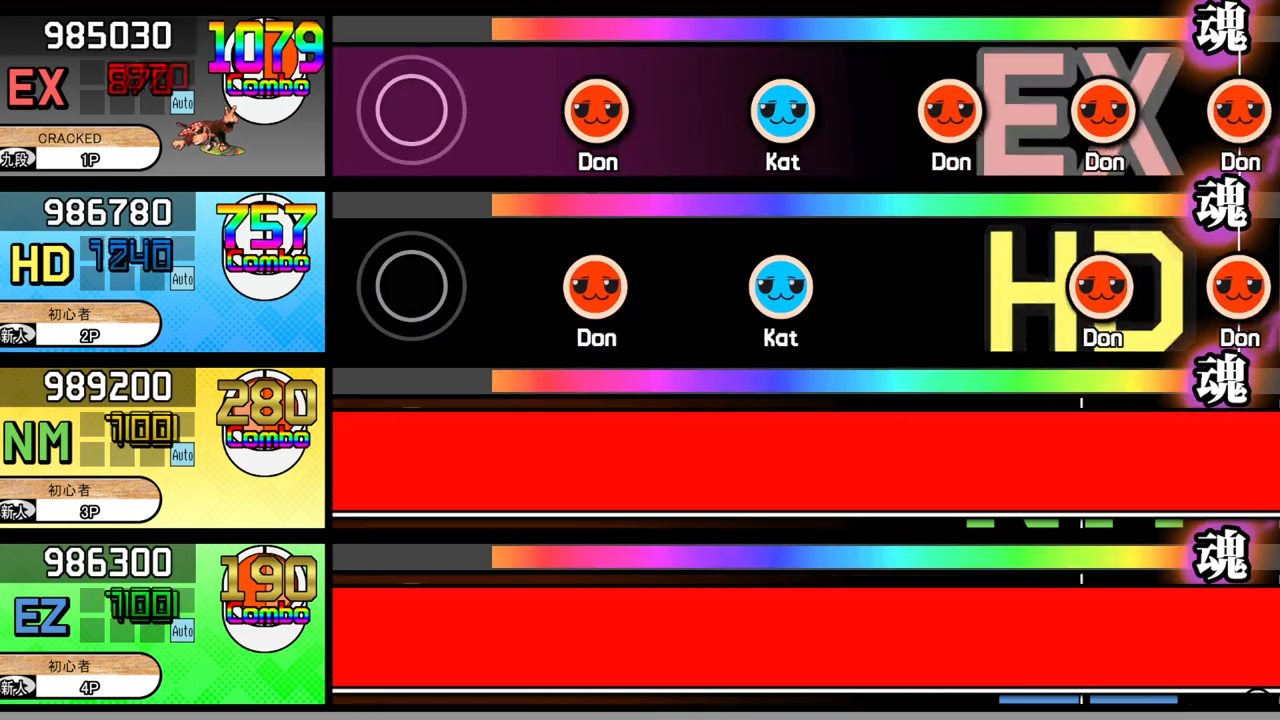 985030
1079
Combo
EX
8970
Auto
CRACKED
九段
1P
EX
魂
Don
Kat
Don
Don
Don
986780
757
Combo
HD
1240
Auto
初心者
新人
2P
HD
魂
Don
Kat
Don
Don
989200
280
Combo
NM
100
Auto
初心者
新人
3P
魂
986300
190
Combo
EZ
100
Auto
初心者
新人
4P
魂